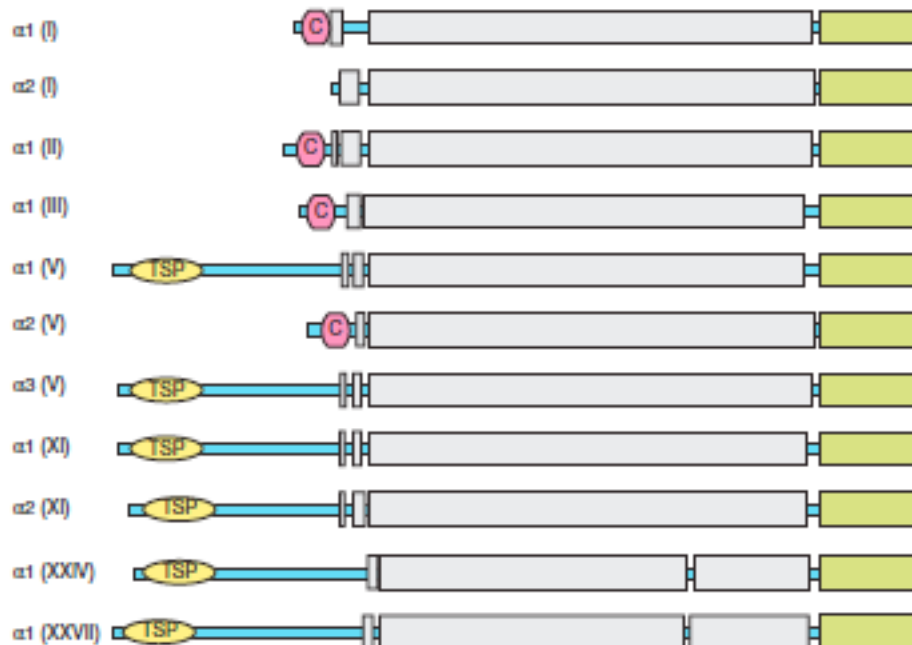 α1 (I) C
α2 (I)
α1 (II) C
α1 (III) C
α1 (V) TSP
α2 (V) C
α3 (V) TSP
α1 (XI) TSP
α2 (XI) TSP
α1 (XXIV) TSP
α1 (XXVII) TSP